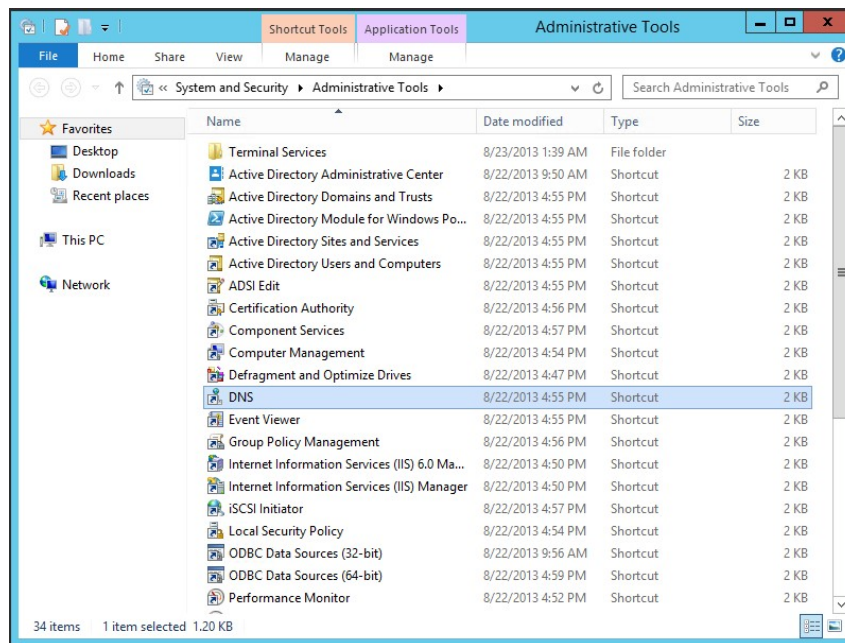 Shortcut Tools Application Tools Administrative Tools
File Home Share View Manage Manage
« System and Security Administrative Tools Search Administrative Tools
Name Date modified Type Size
Favorites
Desktop
Downloads
Recent places
This PC
Network
Terminal Services 8/23/2013 1:39 AM File folder
Active Directory Administrative Center 8/22/2013 9:50 AM Shortcut 2 KB
Active Directory Domains and Trusts 8/22/2013 4:55 PM Shortcut 2 KB
Active Directory Module for Windows Po... 8/22/2013 4:55 PM Shortcut 2 KB
Active Directory Sites and Services 8/22/2013 4:55 PM Shortcut 2 KB
Active Directory Users and Computers 8/22/2013 4:55 PM Shortcut 2 KB
ADSI Edit 8/22/2013 4:55 PM Shortcut 2 KB
Certification Authority 8/22/2013 4:56 PM Shortcut 2 KB
Component Services 8/22/2013 4:57 PM Shortcut 2 KB
Computer Management 8/22/2013 4:54 PM Shortcut 2 KB
Defragment and Optimize Drives 8/22/2013 4:47 PM Shortcut 2 KB
DNS 8/22/2013 4:55 PM Shortcut 2 KB
Event Viewer 8/22/2013 4:55 PM Shortcut 2 KB
Group Policy Management 8/22/2013 4:56 PM Shortcut 2 KB
Internet Information Services (IIS) 6.0 Ma... 8/22/2013 4:50 PM Shortcut 2 KB
Internet Information Services (IIS) Manager 8/22/2013 4:50 PM Shortcut 2 KB
iSCSI Initiator 8/22/2013 4:57 PM Shortcut 2 KB
Local Security Policy 8/22/2013 4:54 PM Shortcut 2 KB
ODBC Data Sources (32-bit) 8/22/2013 9:56 AM Shortcut 2 KB
ODBC Data Sources (64-bit) 8/22/2013 4:59 PM Shortcut 2 KB
Performance Monitor 8/22/2013 4:52 PM Shortcut 2 KB
34 items 1 item selected 1.20 KB